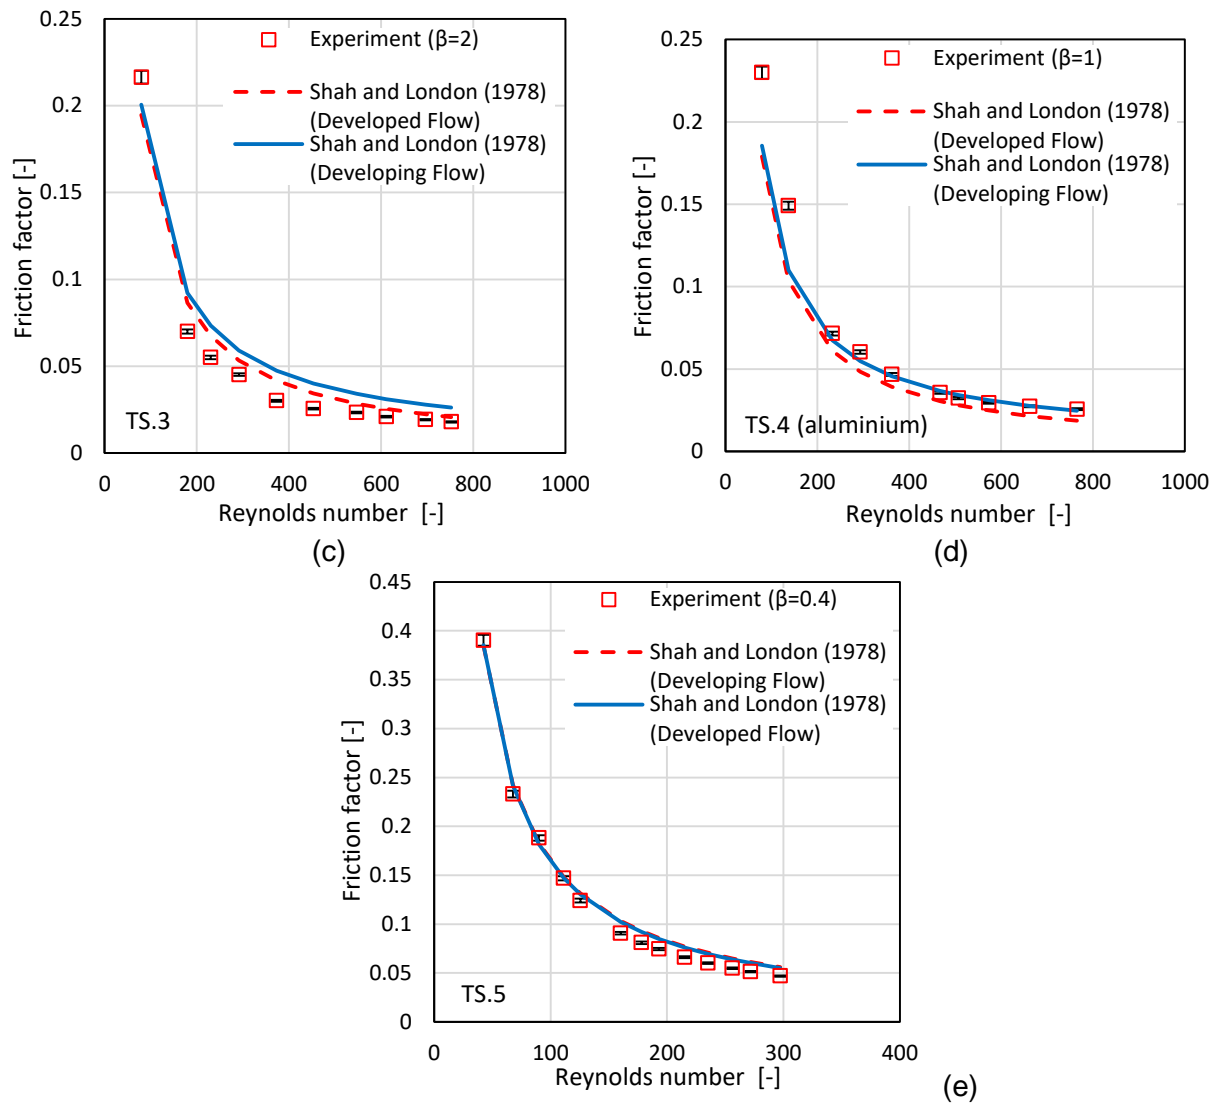 0.25
0.2
0.15
0.1
0.05
0
Friction factor [-]
Experiment (β=2)
Shah and London (1978)
(Developed Flow)
Shah and London (1978)
(Developing Flow)
TS.3
0 200 400 600 800 1000
Reynolds number [-]
(c)
0.25
0.2
0.15
0.1
0.05
0
Friction factor [-]
Experiment (β=1)
Shah and London (1978)
(Developed Flow)
Shah and London (1978)
(Developing Flow)
TS.4 (aluminium)
0 200 400 600 800 1000
Reynolds number [-]
(d)
0.45
0.4
0.35
0.3
0.25
0.2
0.15
0.1
0.05
0
Friction factor [-]
Experiment (β=0.4)
Shah and London (1978)
(Developing Flow)
Shah and London (1978)
(Developed Flow)
TS.5
0 100 200 300 400
Reynolds number [-]
(e)